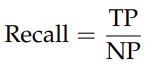 Recall = TP/NP